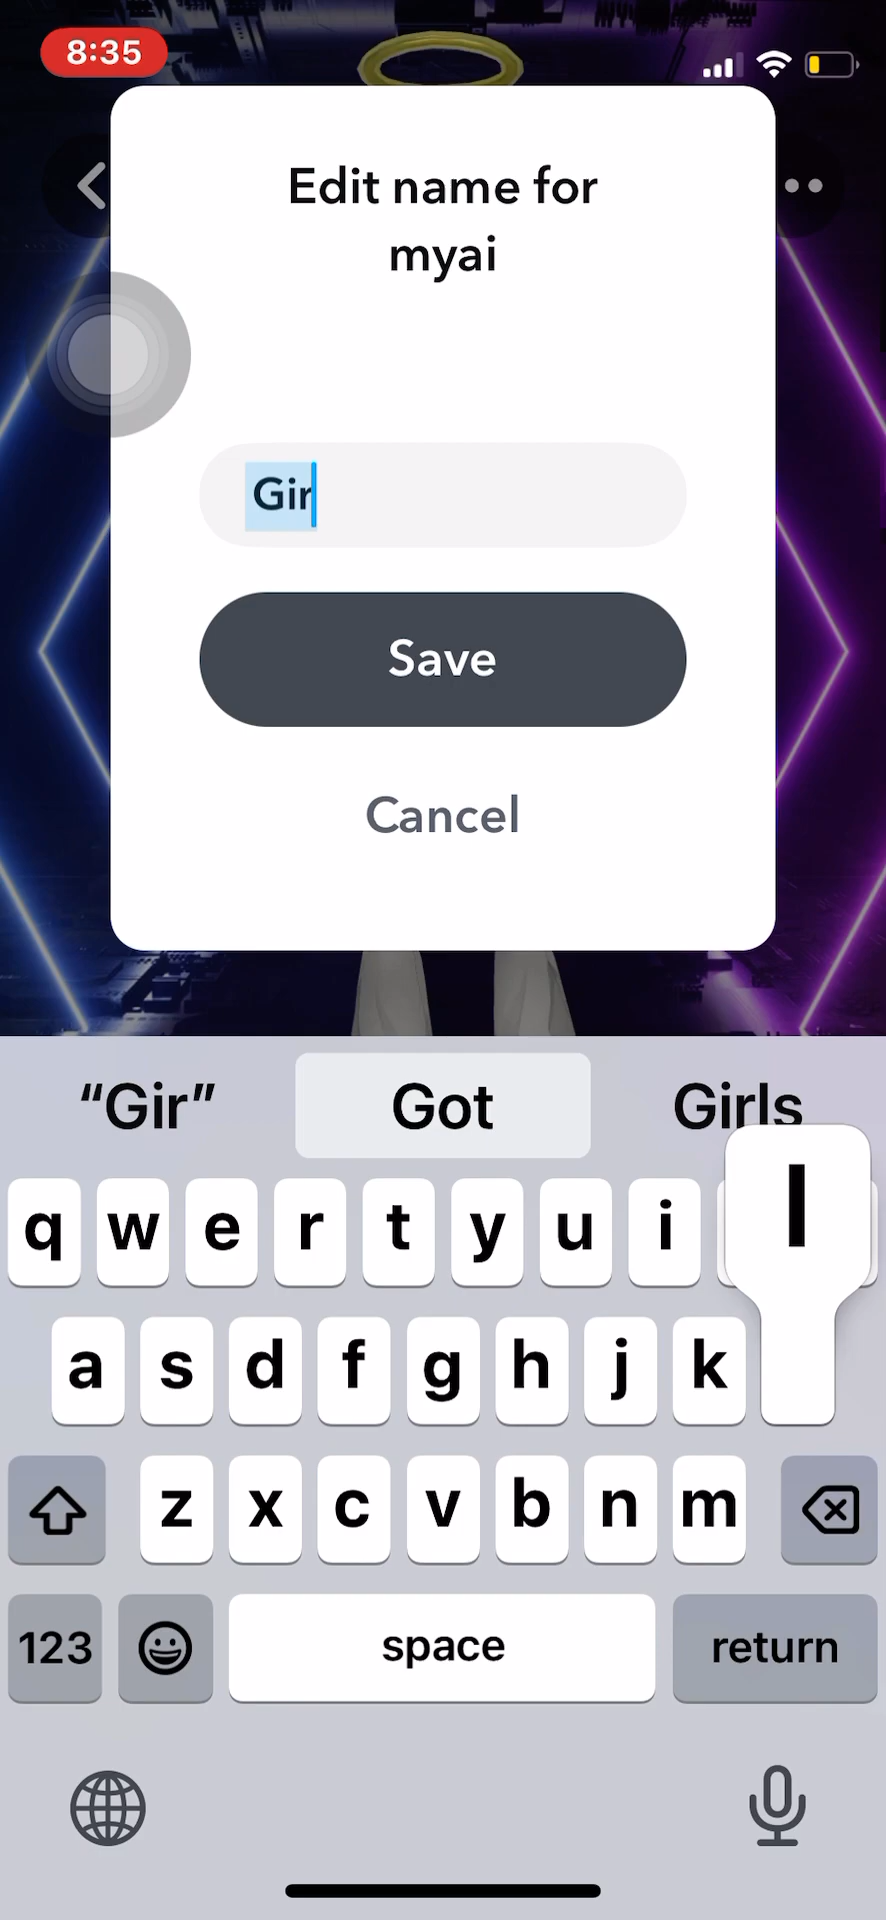 8:35
Edit name for
myai
Gir
Save
Cancel
“Gir” Got Girls
q w e r t y u i l
a s d f g h j k
z x c v b n m
123 space return